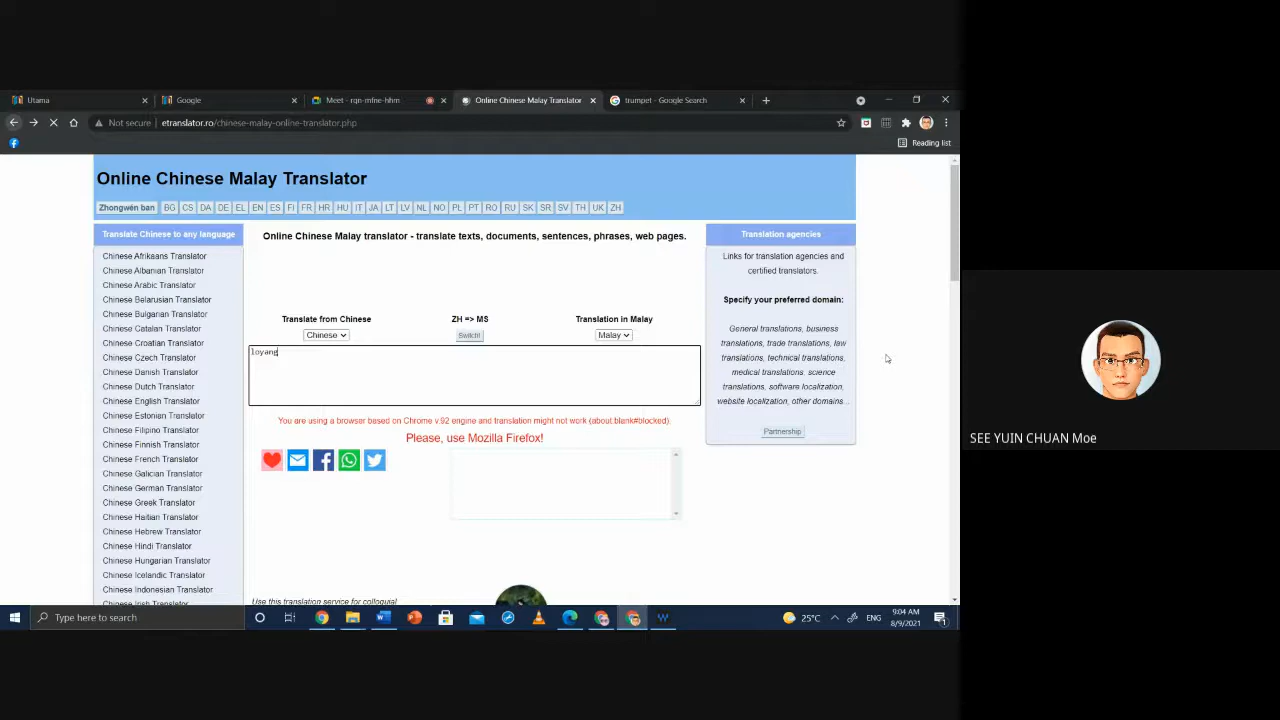 Utama
Google
Meet - rqn-mfne-hhm
Online Chinese Malay Translator
trumpet - Google Search
Not secure
etranslator.ro/chinese-malay-online-translator.php
Reading list
Online Chinese Malay Translator
Zhongwén ban BG CS DA DE EL EN ES FI FR HR HU IT JA LT LV NL NO PL PT RO RU SK SR SV TH UK ZH
Translate Chinese to any language
Chinese Afrikaans Translator
Chinese Albanian Translator
Chinese Arabic Translator
Chinese Belarusian Translator
Chinese Bulgarian Translator
Chinese Catalan Translator
Chinese Croatian Translator
Chinese Czech Translator
Chinese Danish Translator
Chinese Dutch Translator
Chinese English Translator
Chinese Estonian Translator
Chinese Filipino Translator
Chinese Finnish Translator
Chinese French Translator
Chinese Galician Translator
Chinese German Translator
Chinese Greek Translator
Chinese Haitian Translator
Chinese Hebrew Translator
Chinese Hindi Translator
Chinese Hungarian Translator
Chinese Icelandic Translator
Chinese Indonesian Translator
Chinese Irish Translator
Online Chinese Malay translator - translate texts, documents, sentences, phrases, web pages.
Translate from Chinese
ZH => MS
Translation in Malay
Chinese
Switch!
Malay
loyang
You are using a browser based on Chrome v.92 engine and translation might not work (about:blank#blocked).
Please, use Mozilla Firefox!
Use this translation service for colloquial
Translation agencies
Links for translation agencies and
certified translators.
Specify your preferred domain:
General translations, business
translations, trade translations, law
translations, technical translations,
medical translations, science
translations, software localization,
website localization, other domains...
Partnership
SEE YUIN CHUAN Moe
Type here to search
25°C
ENG
9:04 AM
8/9/2021